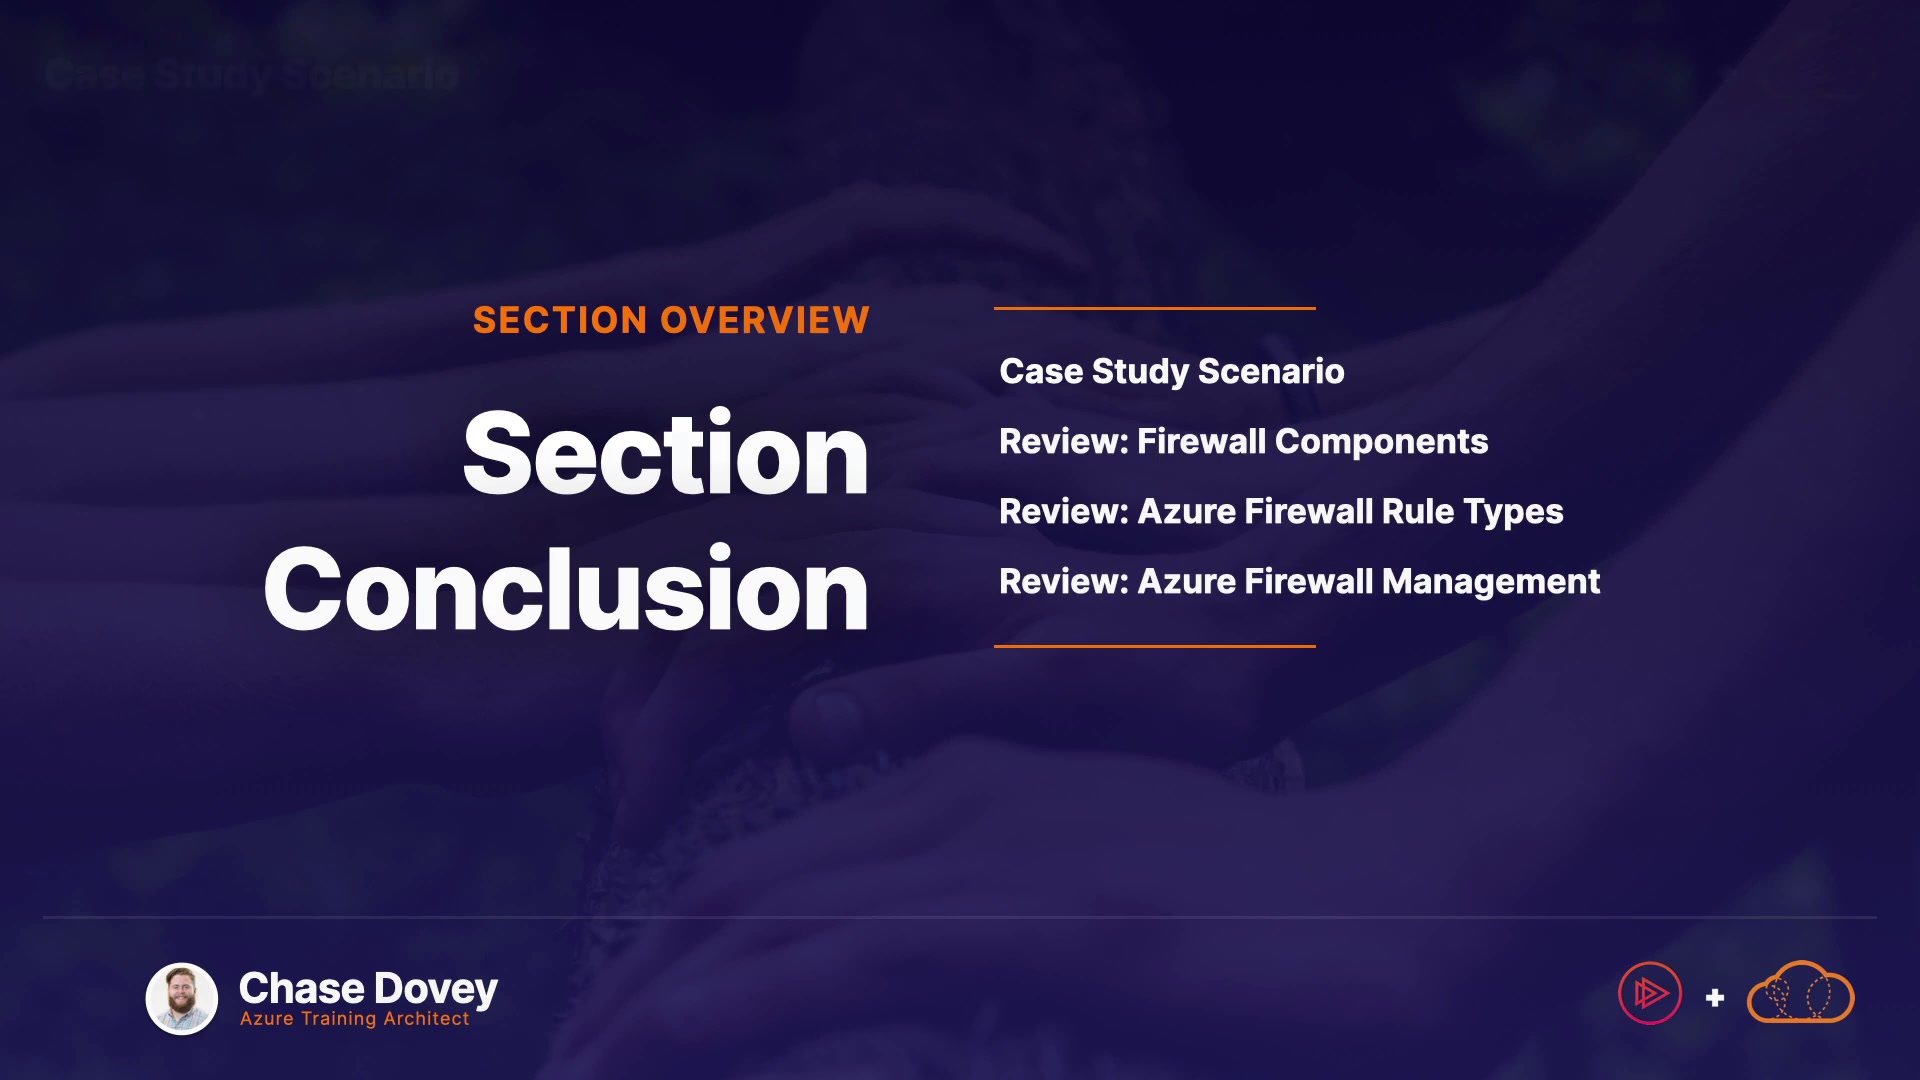 Case Study Scenario
SECTION OVERVIEW
Section
Conclusion
Case Study Scenario
Review: Firewall Components
Review: Azure Firewall Rule Types
Review: Azure Firewall Management
Chase Dovey
Azure Training Architect